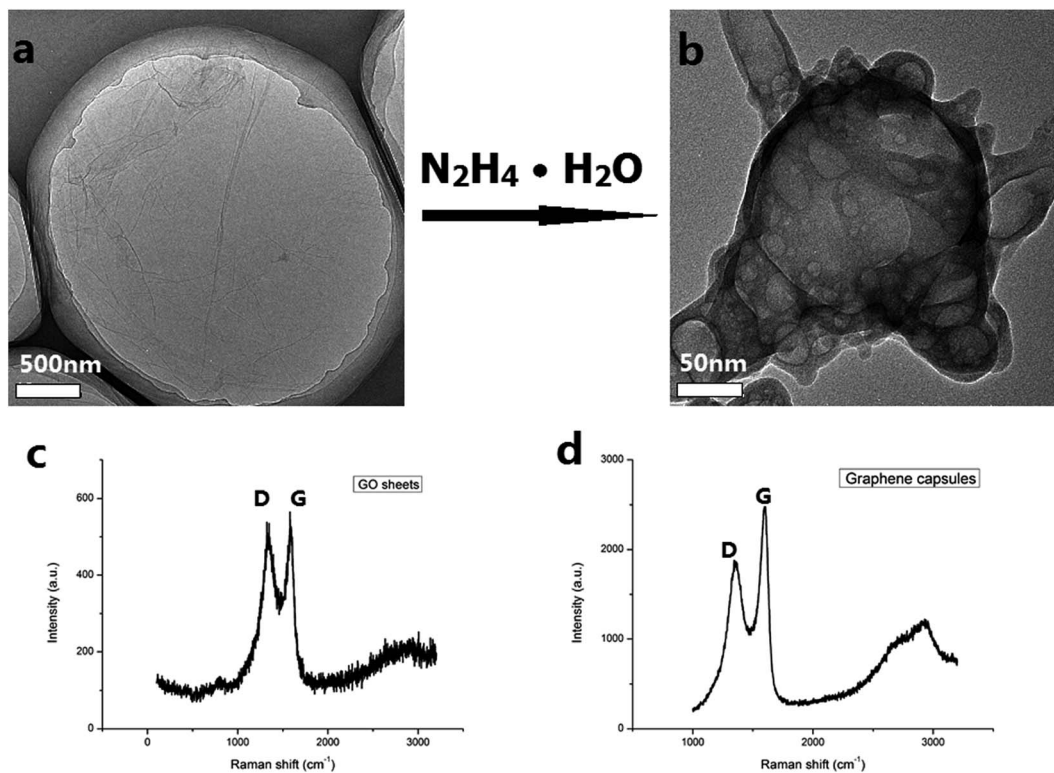 a
b
N₂H₄ • H₂O
500nm
50nm
c
GO sheets
D G
600
400
200
0
Intensity (a.u.)
0 1000 2000 3000
Raman shift (cm⁻¹)
d
Graphene capsules
G
D
3000
2000
1000
0
Intensity (a.u.)
1000 2000 3000
Raman shift (cm⁻¹)